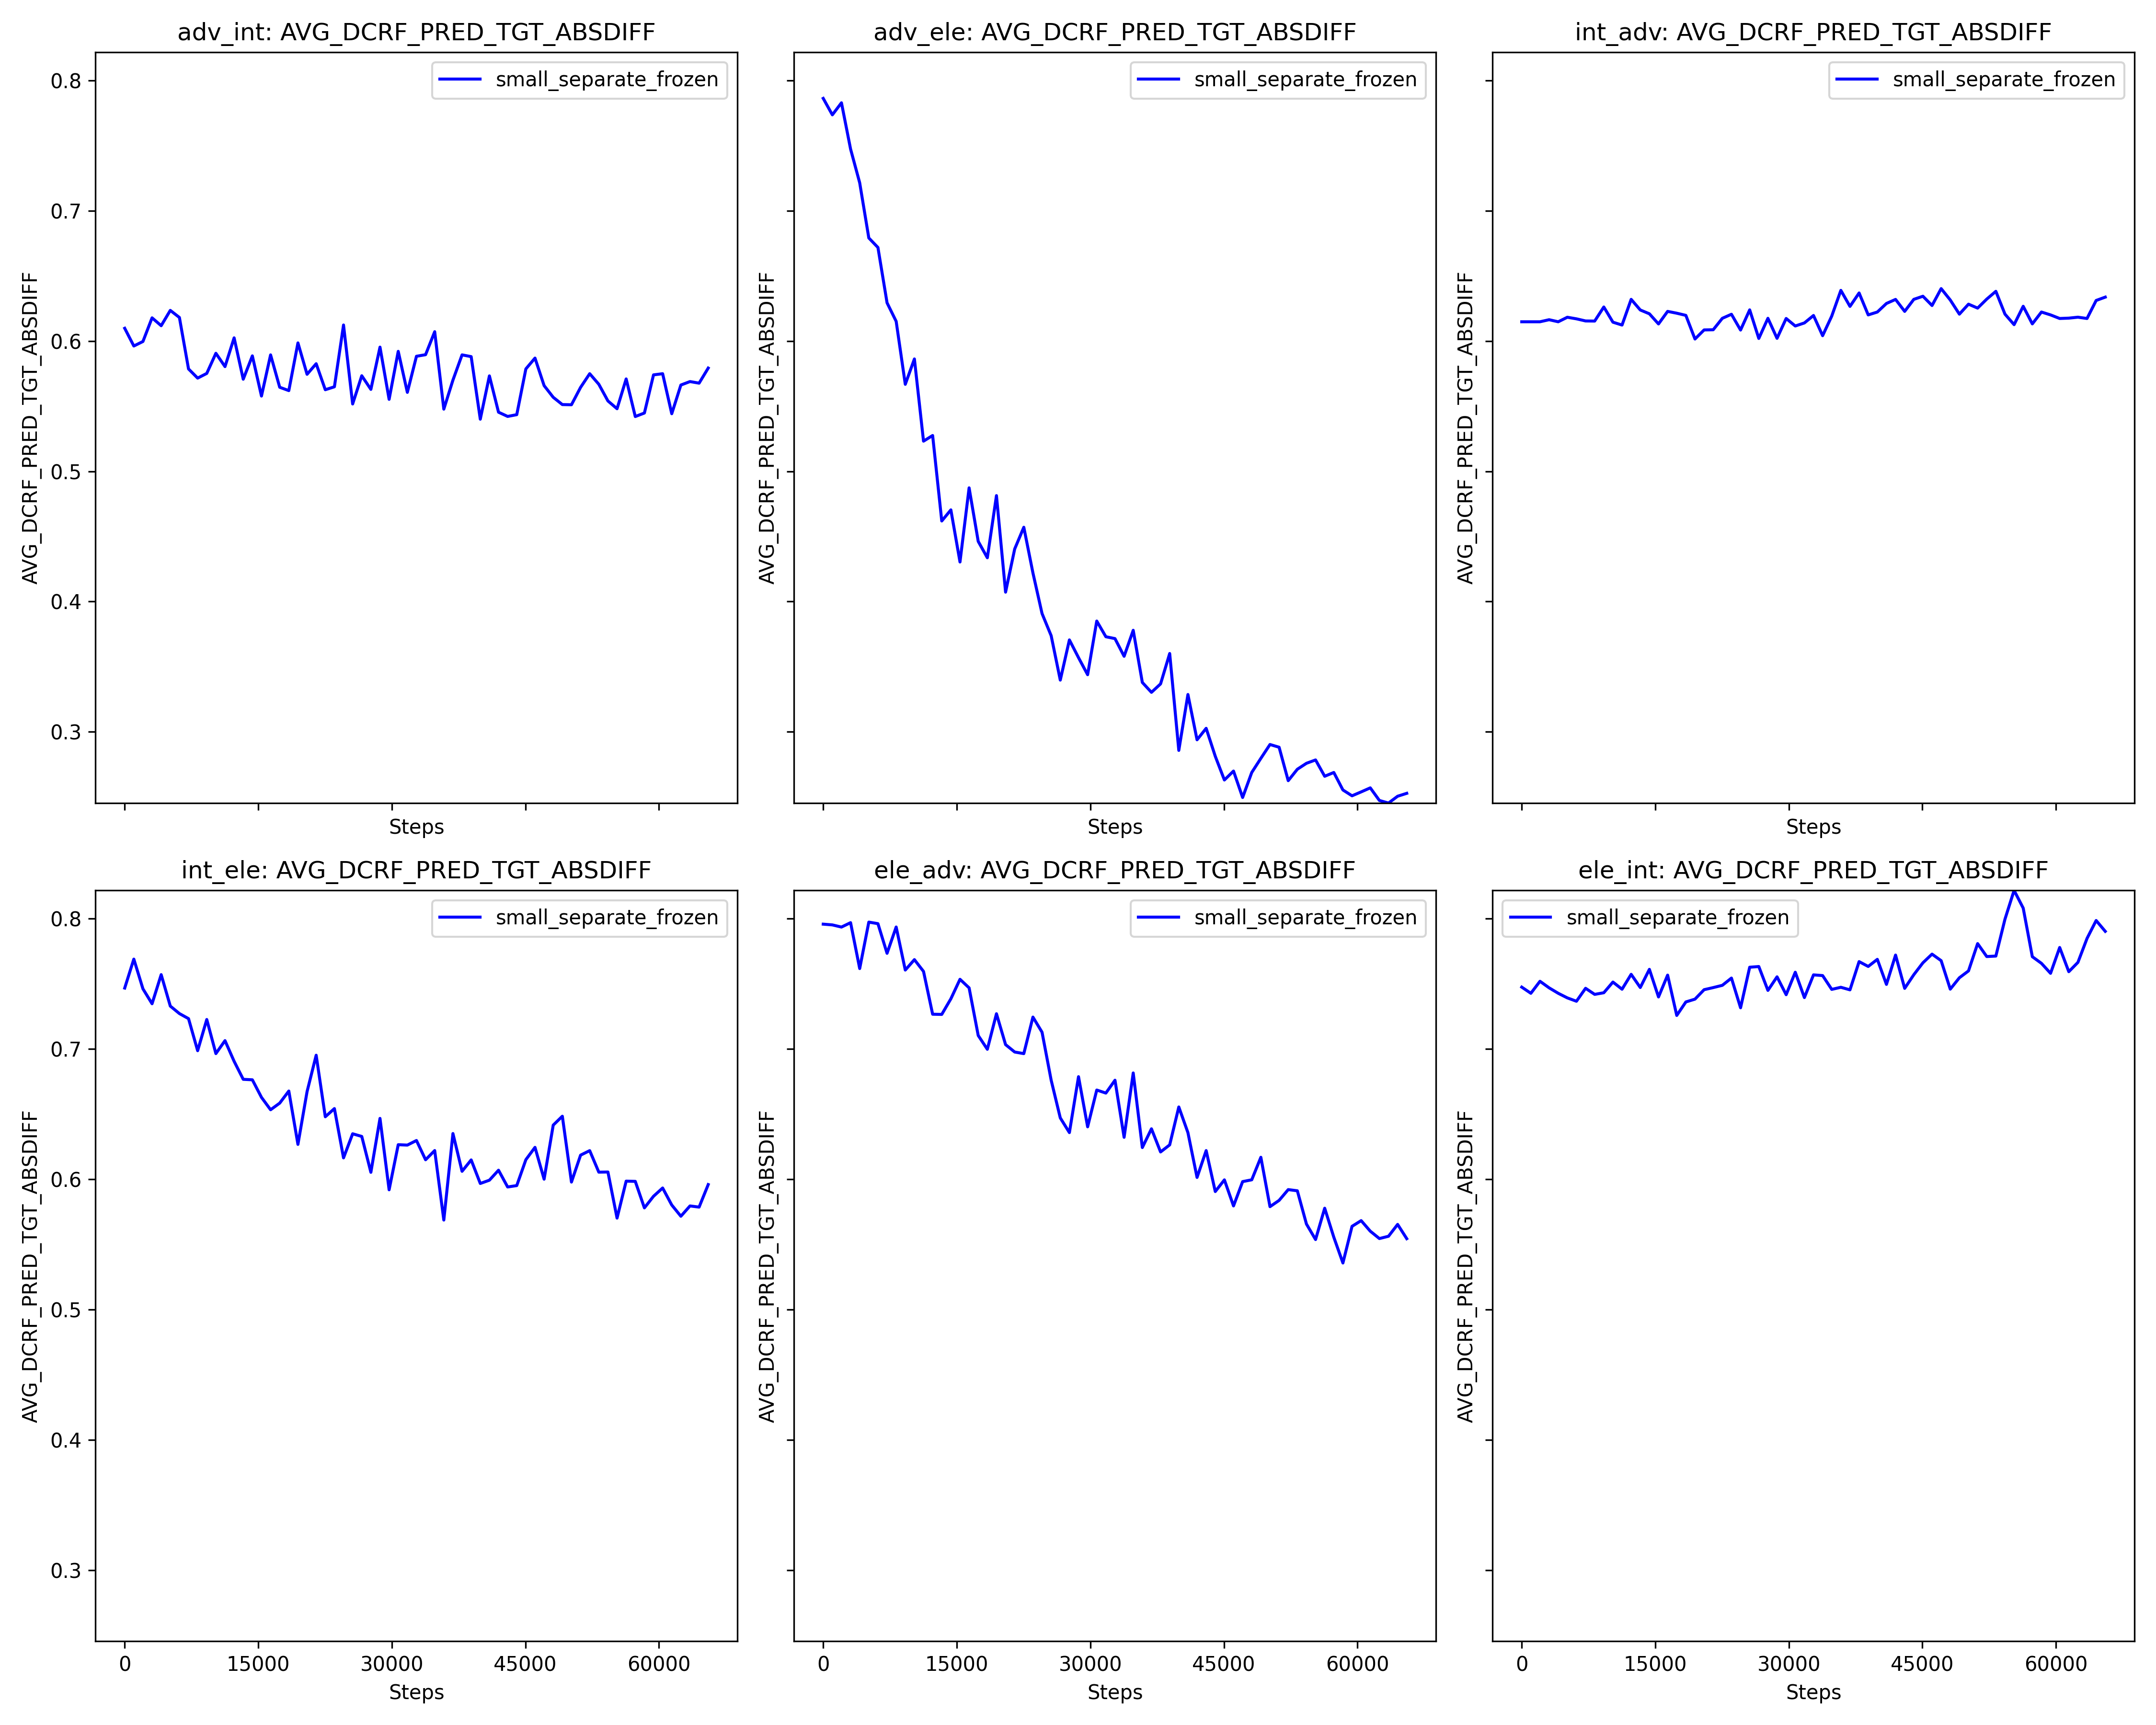 adv_int: AVG_DCRF_PRED_TGT_ABSDIFF
adv_ele: AVG_DCRF_PRED_TGT_ABSDIFF
int_adv: AVG_DCRF_PRED_TGT_ABSDIFF
small_separate_frozen
small_separate_frozen
small_separate_frozen
0.8
0.7
0.6
0.5
0.4
0.3
AVG_DCRF_PRED_TGT_ABSDIFF
AVG_DCRF_PRED_TGT_ABSDIFF
AVG_DCRF_PRED_TGT_ABSDIFF
Steps
Steps
Steps
int_ele: AVG_DCRF_PRED_TGT_ABSDIFF
ele_adv: AVG_DCRF_PRED_TGT_ABSDIFF
ele_int: AVG_DCRF_PRED_TGT_ABSDIFF
small_separate_frozen
small_separate_frozen
small_separate_frozen
0.8
0.7
0.6
0.5
0.4
0.3
AVG_DCRF_PRED_TGT_ABSDIFF
AVG_DCRF_PRED_TGT_ABSDIFF
AVG_DCRF_PRED_TGT_ABSDIFF
0 15000 30000 45000 60000
0 15000 30000 45000 60000
0 15000 30000 45000 60000
Steps
Steps
Steps